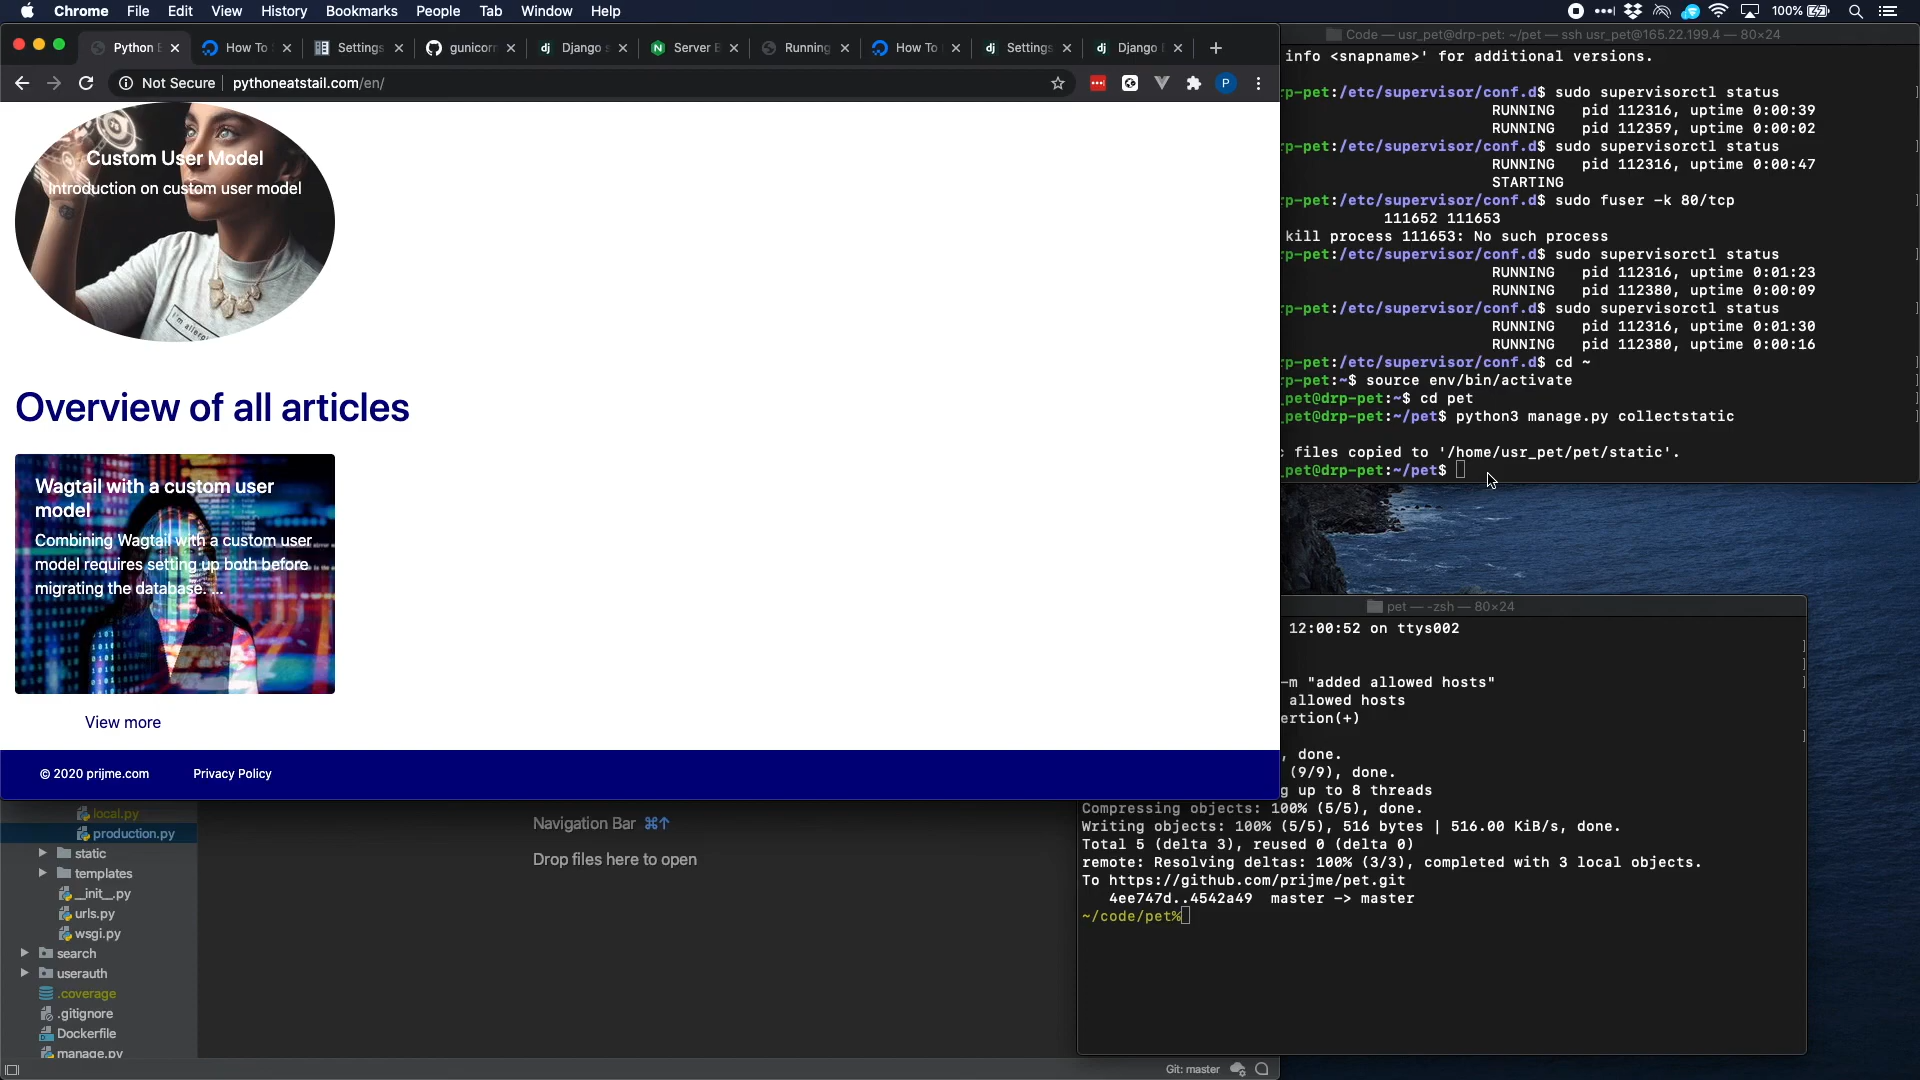 Chrome File Edit View History Bookmarks People Tab Window Help
100%
Python E
How To
Settings
gunicorn
Django s
Server E
Running
How To
Settings
Django
Not Secure
pythoneatstail.com/en/
P
Custom User Model
Introduction on custom user model
Overview of all articles
Wagtail with a custom user
model
Combining Wagtail with a custom user
model requires setting up both before
migrating the database. ...
View more
© 2020 prijme.com
Privacy Policy
Code — usr_pet@drp-pet: ~/pet — ssh usr_pet@165.22.199.4 — 80×24
info <snapname>' for additional versions.
rp-pet:/etc/supervisor/conf.d$ sudo supervisorctl status
RUNNING pid 112316, uptime 0:00:39
RUNNING pid 112359, uptime 0:00:02
rp-pet:/etc/supervisor/conf.d$ sudo supervisorctl status
RUNNING pid 112316, uptime 0:00:47
STARTING
rp-pet:/etc/supervisor/conf.d$ sudo fuser -k 80/tcp
111652 111653
kill process 111653: No such process
rp-pet:/etc/supervisor/conf.d$ sudo supervisorctl status
RUNNING pid 112316, uptime 0:01:23
RUNNING pid 112380, uptime 0:00:09
rp-pet:/etc/supervisor/conf.d$ sudo supervisorctl status
RUNNING pid 112316, uptime 0:01:30
RUNNING pid 112380, uptime 0:00:16
rp-pet:/etc/supervisor/conf.d$ cd ~
rp-pet:~$ source env/bin/activate
_pet@drp-pet:~$ cd pet
_pet@drp-pet:~/pet$ python3 manage.py collectstatic
c files copied to '/home/usr_pet/pet/static'.
_pet@drp-pet:~/pet$
pet — -zsh — 80×24
12:00:52 on ttys002
-m "added allowed hosts"
allowed hosts
ertion(+)
, done.
(9/9), done.
g up to 8 threads
Compressing objects: 100% (5/5), done.
Writing objects: 100% (5/5), 516 bytes | 516.00 KiB/s, done.
Total 5 (delta 3), reused 0 (delta 0)
remote: Resolving deltas: 100% (3/3), completed with 3 local objects.
To https://github.com/prijme/pet.git
4ee747d..4542a49 master -> master
~/code/pet%
local.py
production.py
static
templates
__init__.py
urls.py
wsgi.py
search
userauth
.coverage
.gitignore
Dockerfile
manage.py
Navigation Bar ⌘↑
Drop files here to open
Git: master